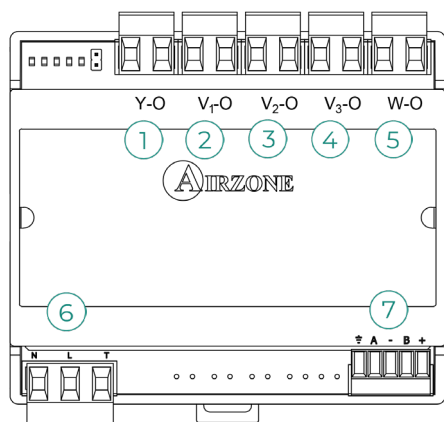 Y-O V₁-O V₂-O V₃-O W-O
1 2 3 4 5
AIRZONE
6 7
N L T
⏚ A - B +